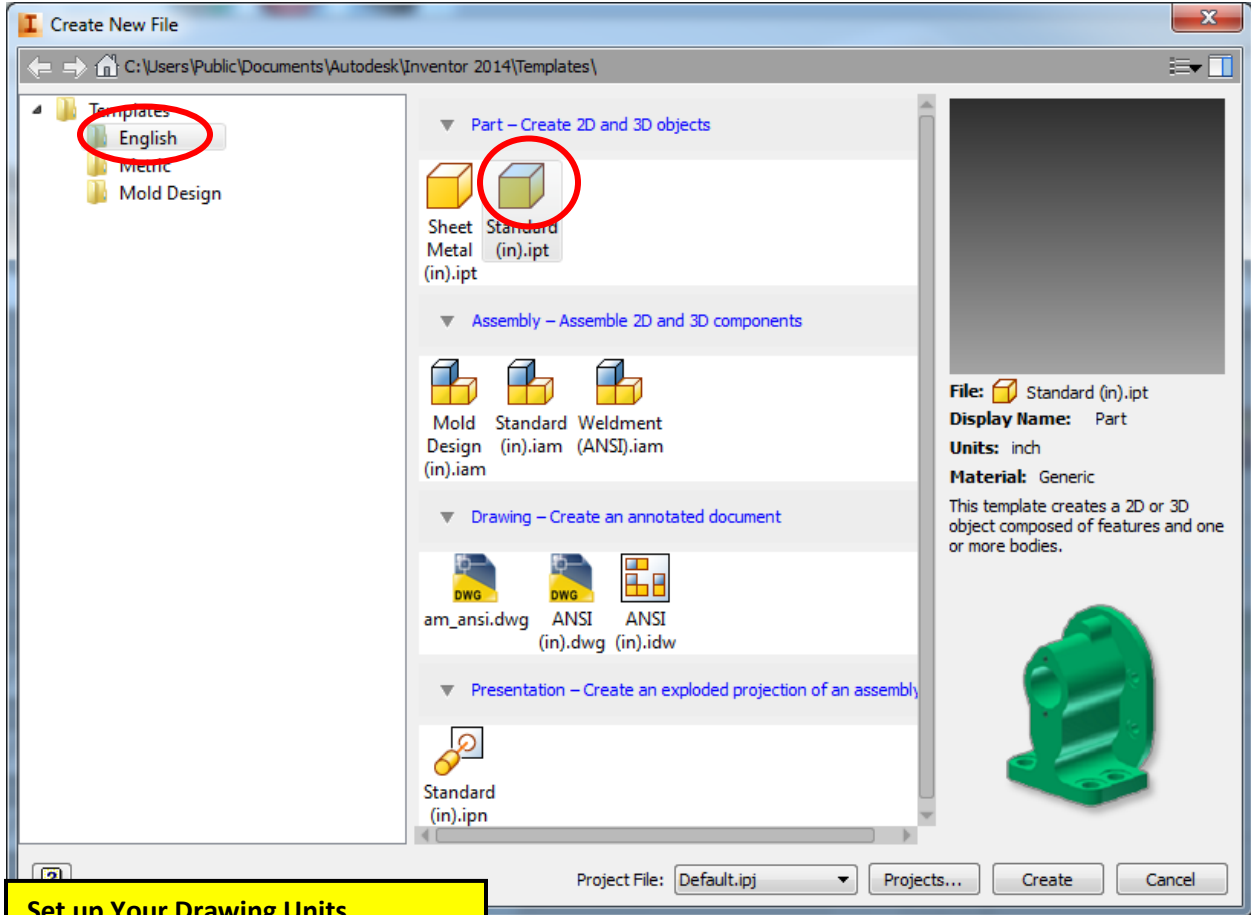 Create New File
C:\Users\Public\Documents\Autodesk\Inventor 2014\Templates\
Templates
English
Metric
Mold Design
Part – Create 2D and 3D objects
Sheet Metal (in).ipt
Standard (in).ipt
Assembly – Assemble 2D and 3D components
Mold Design (in).iam
Standard (in).iam
Weldment (ANSI).iam
Drawing – Create an annotated document
am_ansi.dwg
ANSI (in).dwg
ANSI (in).idw
Presentation – Create an exploded projection of an assembly
Standard (in).ipn
File: Standard (in).ipt
Display Name: Part
Units: inch
Material: Generic
This template creates a 2D or 3D
object composed of features and one
or more bodies.
Project File: Default.ipj Projects... Create Cancel
Set up Your Drawing Units